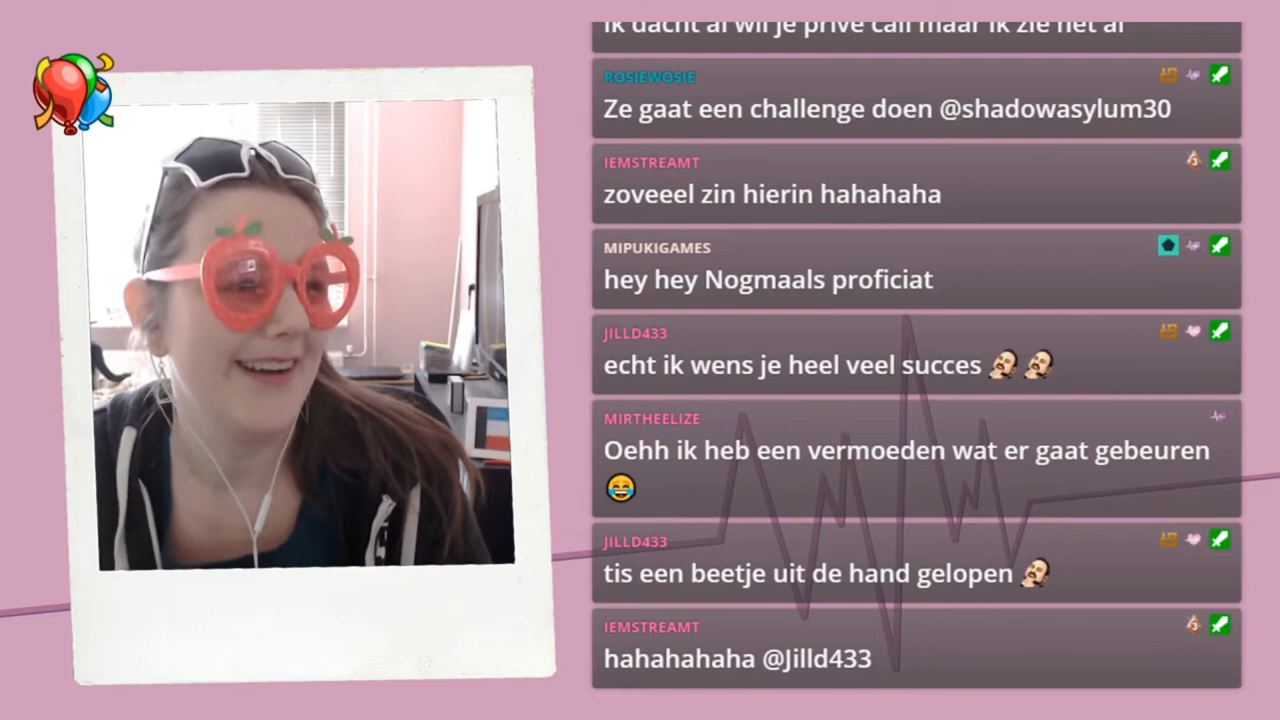 ik dacht al wil je prive call maar ik zie het al
ROSIEWOSIE
Ze gaat een challenge doen @shadowasylum30
IEMSTREAMT
zoveeel zin hierin hahahaha
MIPUKIGAMES
hey hey Nogmaals proficiat
JILLD433
echt ik wens je heel veel succes
MIRTHEELIZE
Oehh ik heb een vermoeden wat er gaat gebeuren
😂
JILLD433
tis een beetje uit de hand gelopen
IEMSTREAMT
hahahahaha @Jilld433